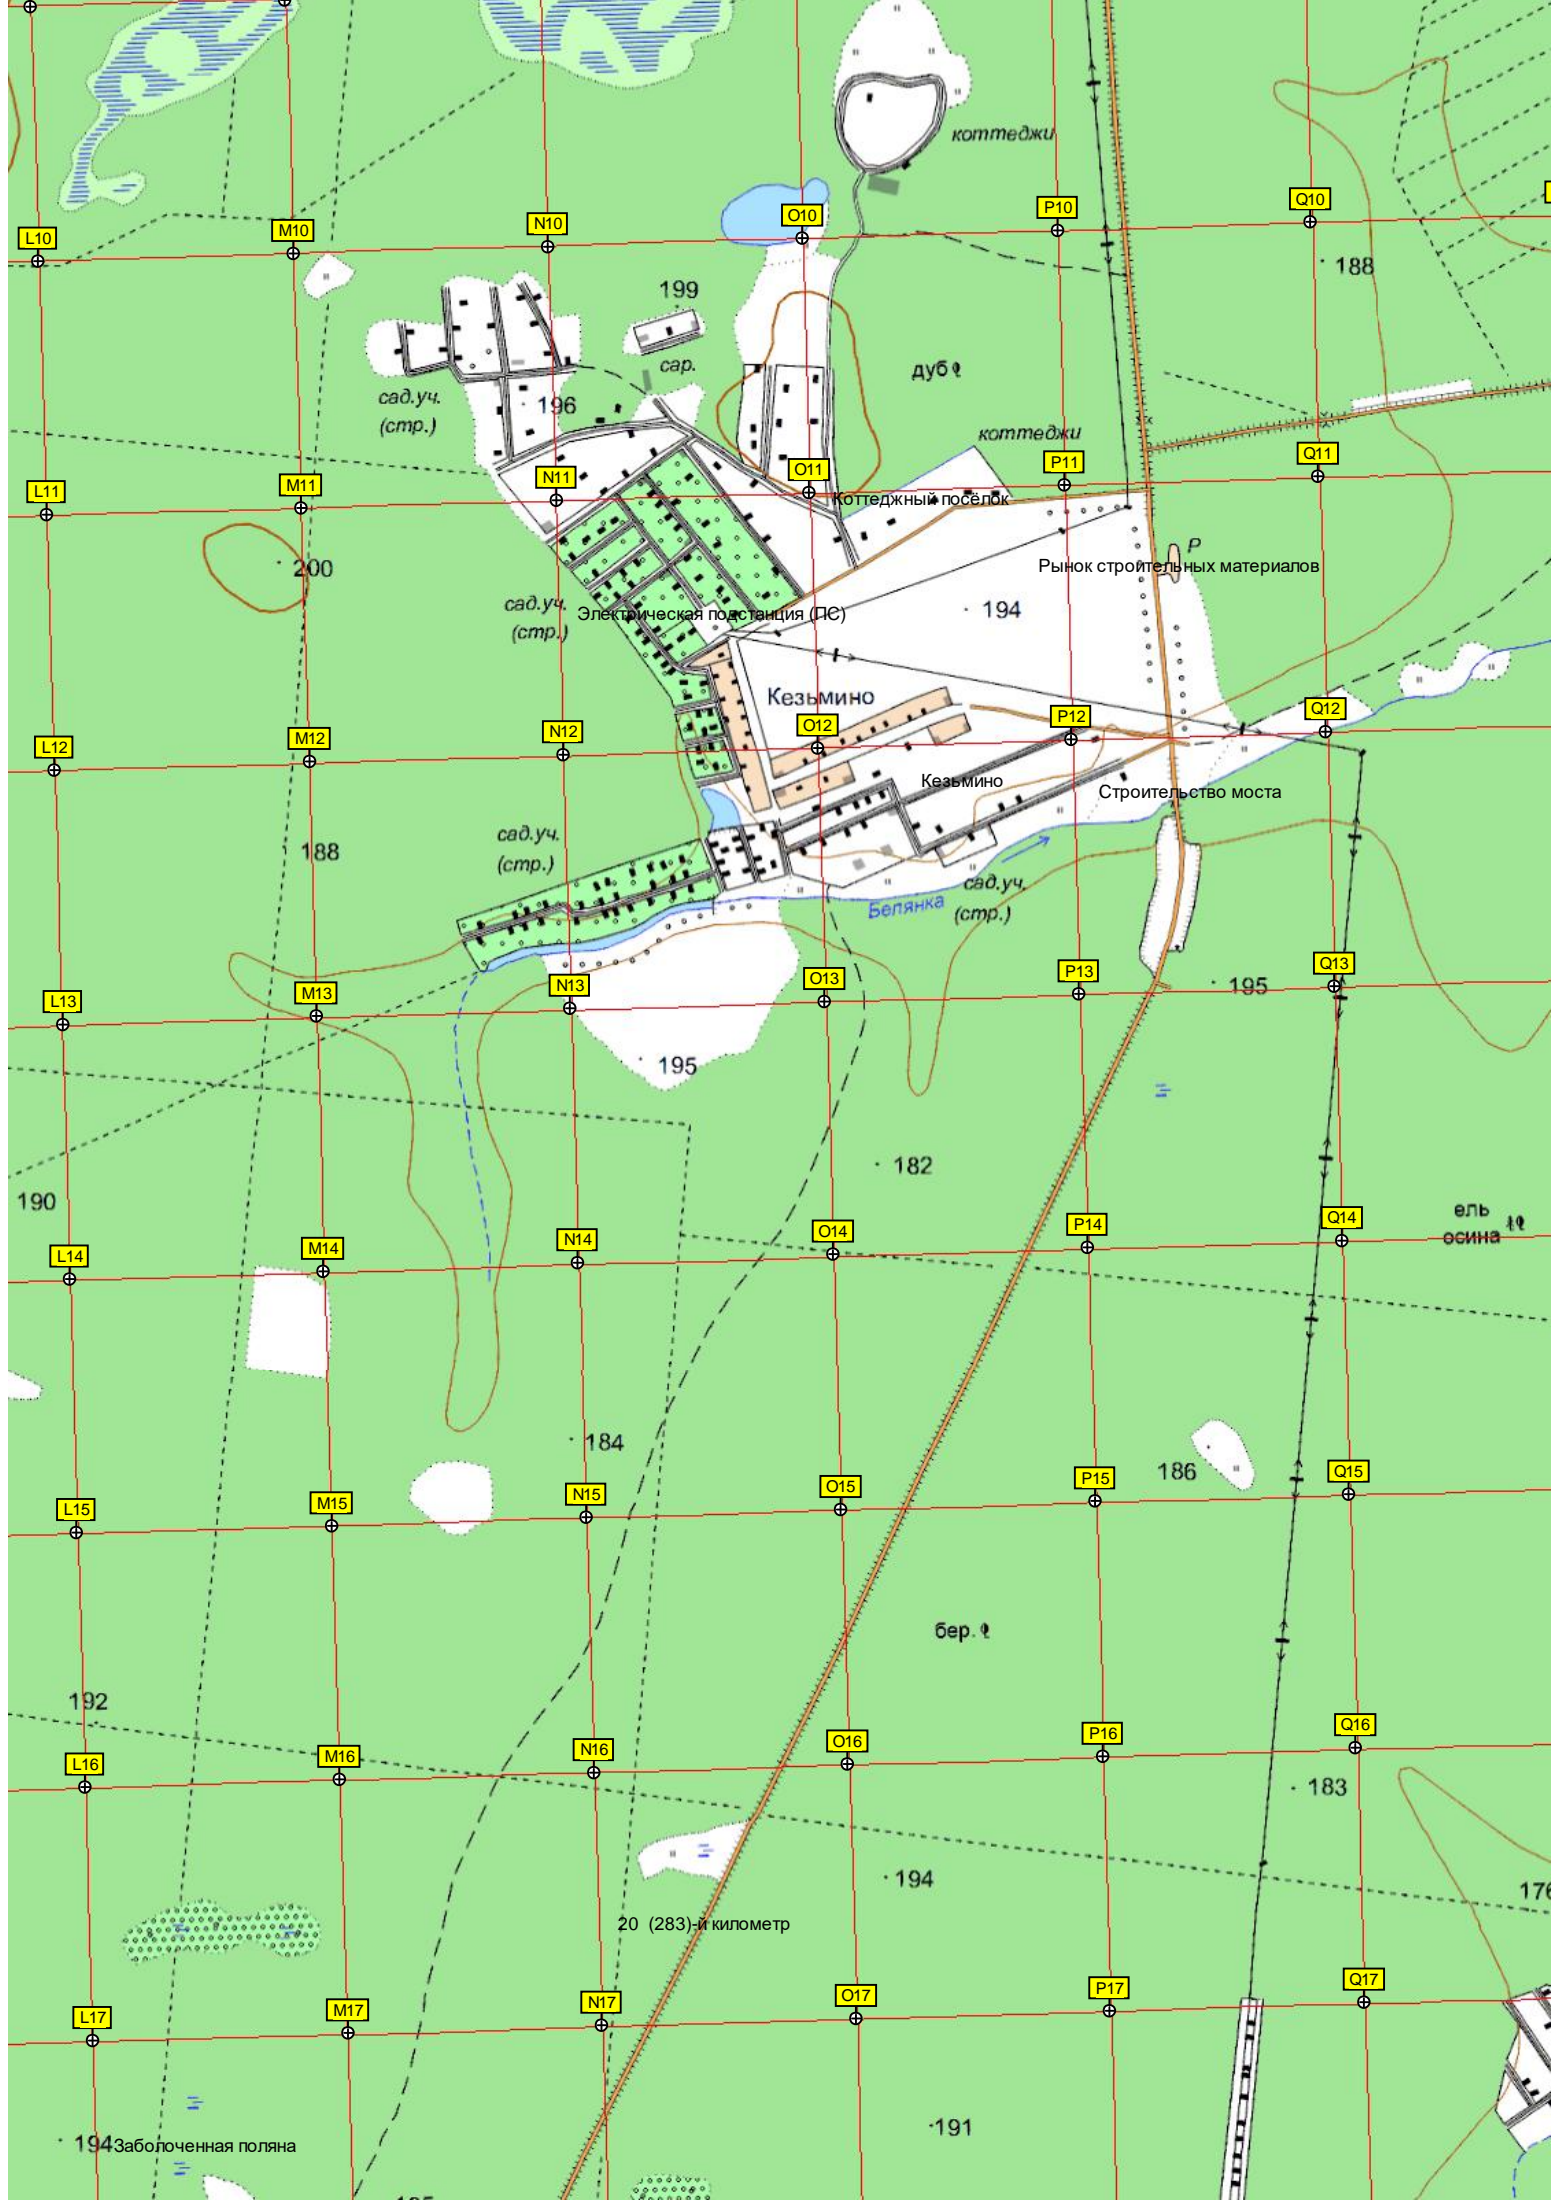 коттеджи
L10
M10
N10
O10
P10
Q10
188
199
сар.
дуб
сад.уч.
(стр.)
196
коттеджи
L11
M11
N11
O11
P11
Q11
Коттеджный посёлок
200
Р
Рынок строительных материалов
сад.уч.
(стр.)
Электрическая подстанция (ПС)
194
Кезьмино
L12
M12
N12
O12
P12
Q12
Кезьмино
Строительство моста
188
сад.уч.
(стр.)
сад.уч.
(стр.)
Белянка
L13
M13
N13
O13
P13
Q13
195
195
182
190
ель
осина
L14
M14
N14
O14
P14
Q14
184
186
L15
M15
N15
O15
P15
Q15
бер.
192
L16
M16
N16
O16
P16
Q16
183
194
176
20 (283)-й километр
L17
M17
N17
O17
P17
Q17
191
194
Заболоченная поляна